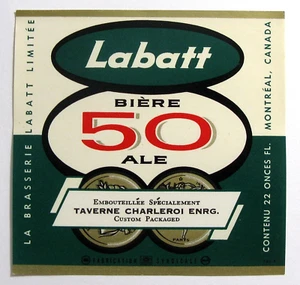 Labatt
BIÈRE
50
ALE
EMBOUTEILLÉE SPÉCIALEMENT
TAVERNE CHARLEROI ENRG.
CUSTOM PACKAGED
LA BRASSERIE LABATT LIMITÉE
CONTENU 22 ONCES FL. MONTRÉAL, CANADA
PARIS